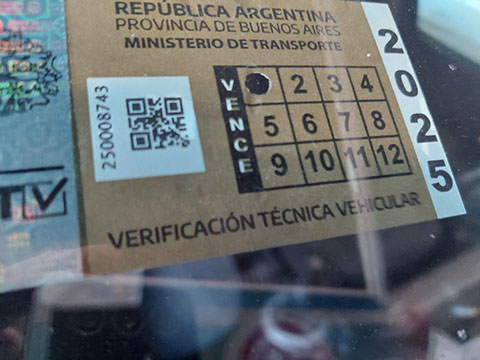 REPÚBLICA ARGENTINA
PROVINCIA DE BUENOS AIRES
MINISTERIO DE TRANSPORTE
250008743
VENCE
2 3 4
5 6 7 8
9 10 11 12
2025
TV
VERIFICACIÓN TÉCNICA VEHICULAR